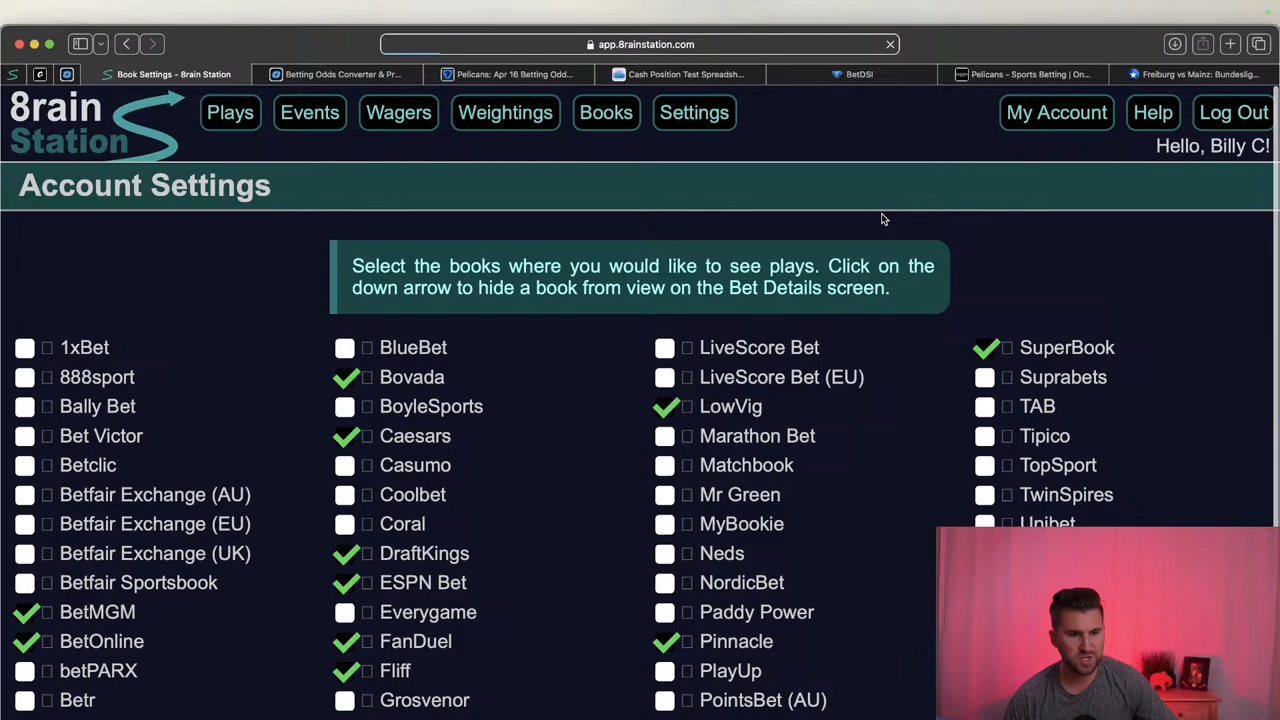 app.8rainstation.com
Book Settings - 8rain Station
Betting Odds Converter & Pr...
Pelicans: Apr 16 Betting Odd...
Cash Position Test Spreadsh...
BetDSI
Pelicans - Sports Betting | On...
Freiburg vs Mainz: Bundeslig...
8rain Station
Plays
Events
Wagers
Weightings
Books
Settings
My Account
Help
Log Out
Hello, Billy C!
Account Settings
Select the books where you would like to see plays. Click on the
down arrow to hide a book from view on the Bet Details screen.
1xBet
888sport
Bally Bet
Bet Victor
Betclic
Betfair Exchange (AU)
Betfair Exchange (EU)
Betfair Exchange (UK)
Betfair Sportsbook
BetMGM
BetOnline
betPARX
Betr
BlueBet
Bovada
BoyleSports
Caesars
Casumo
Coolbet
Coral
DraftKings
ESPN Bet
Everygame
FanDuel
Fliff
Grosvenor
LiveScore Bet
LiveScore Bet (EU)
LowVig
Marathon Bet
Matchbook
Mr Green
MyBookie
Neds
NordicBet
Paddy Power
Pinnacle
PlayUp
PointsBet (AU)
SuperBook
Suprabets
TAB
Tipico
TopSport
TwinSpires
Unibet